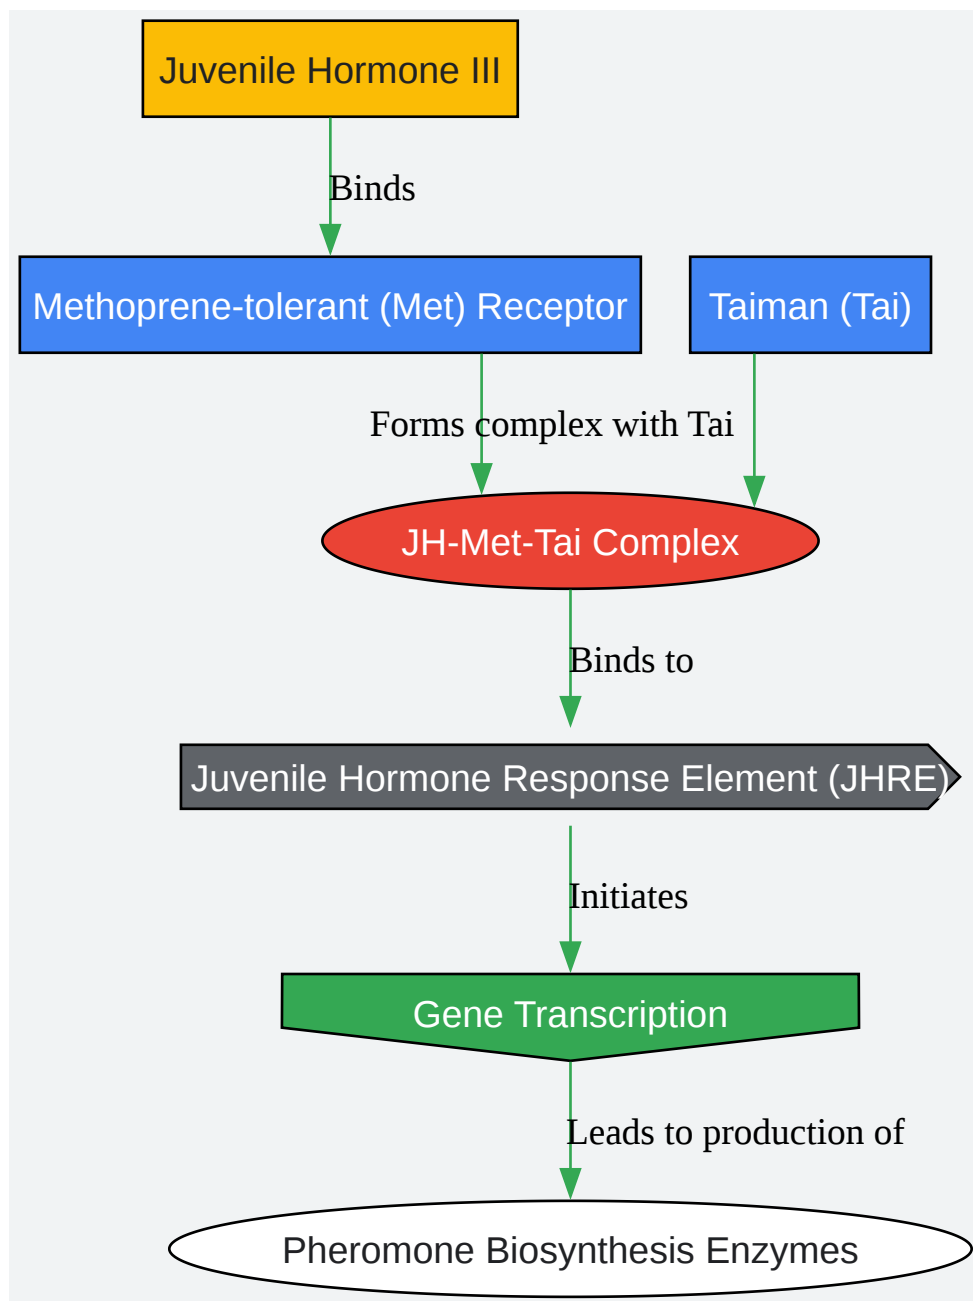 Juvenile Hormone III
Binds
Methoprene-tolerant (Met) Receptor
Taiman (Tai)
Forms complex with Tai
JH-Met-Tai Complex
Binds to
Juvenile Hormone Response Element (JHRE)
Initiates
Gene Transcription
Leads to production of
Pheromone Biosynthesis Enzymes